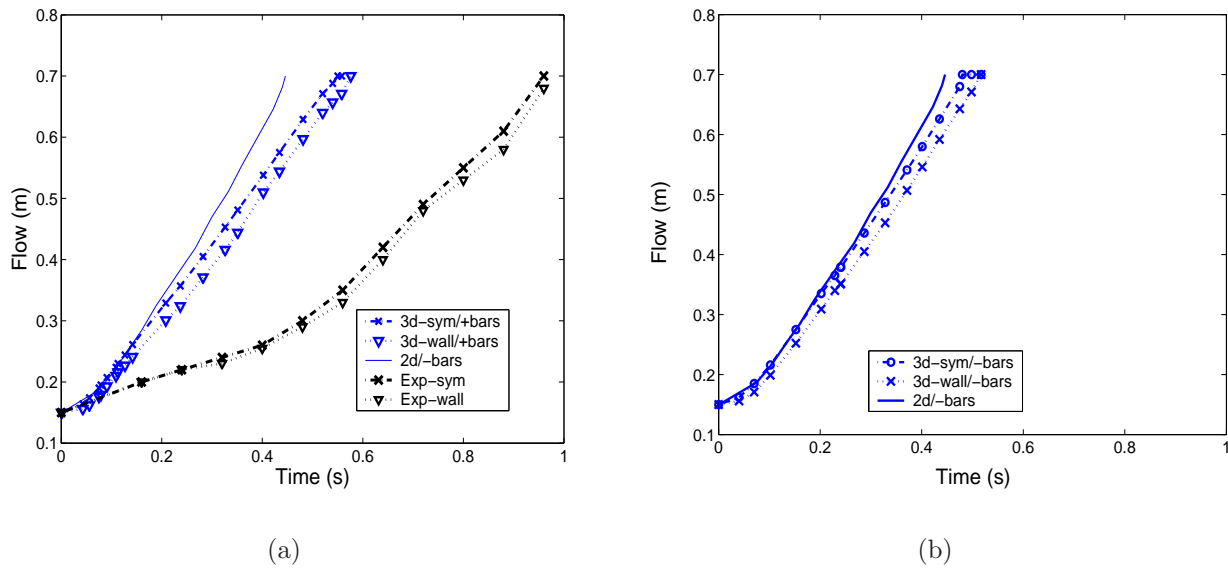 0.8
0.7
0.6
0.5
0.4
0.3
0.2
0.1
Flow (m)
0
0.2
0.4
0.6
0.8
1
Time (s)
3d−sym/+bars
3d−wall/+bars
2d/−bars
Exp−sym
Exp−wall
(a)
0.8
0.7
0.6
0.5
0.4
0.3
0.2
0.1
Flow (m)
0
0.2
0.4
0.6
0.8
1
Time (s)
3d−sym/−bars
3d−wall/−bars
2d/−bars
(b)